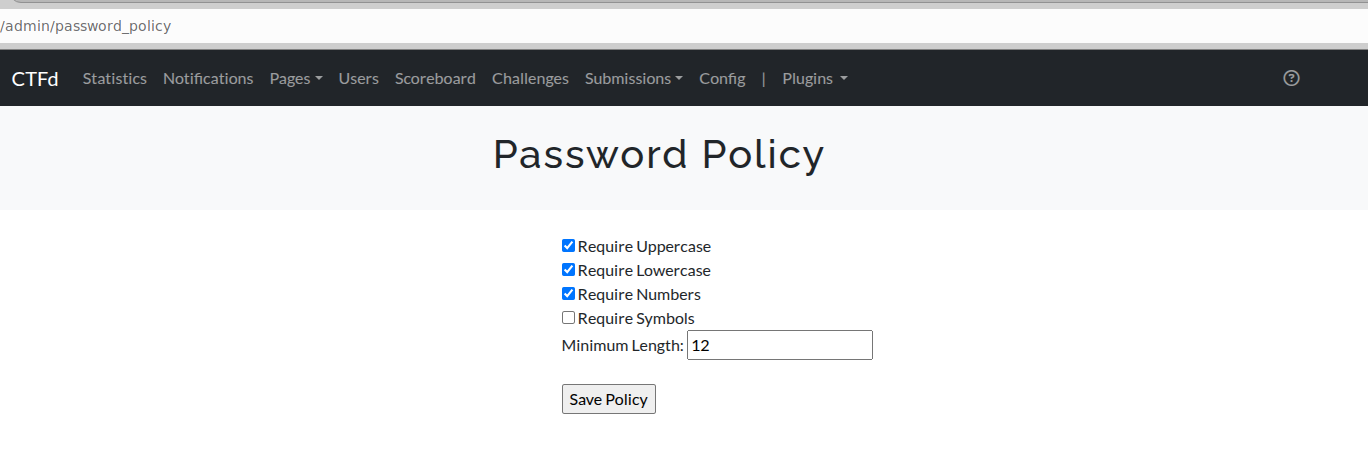 /admin/password_policy
CTFd Statistics Notifications Pages Users Scoreboard Challenges Submissions Config | Plugins ?
Password Policy
Require Uppercase
Require Lowercase
Require Numbers
Require Symbols
Minimum Length: 12
Save Policy